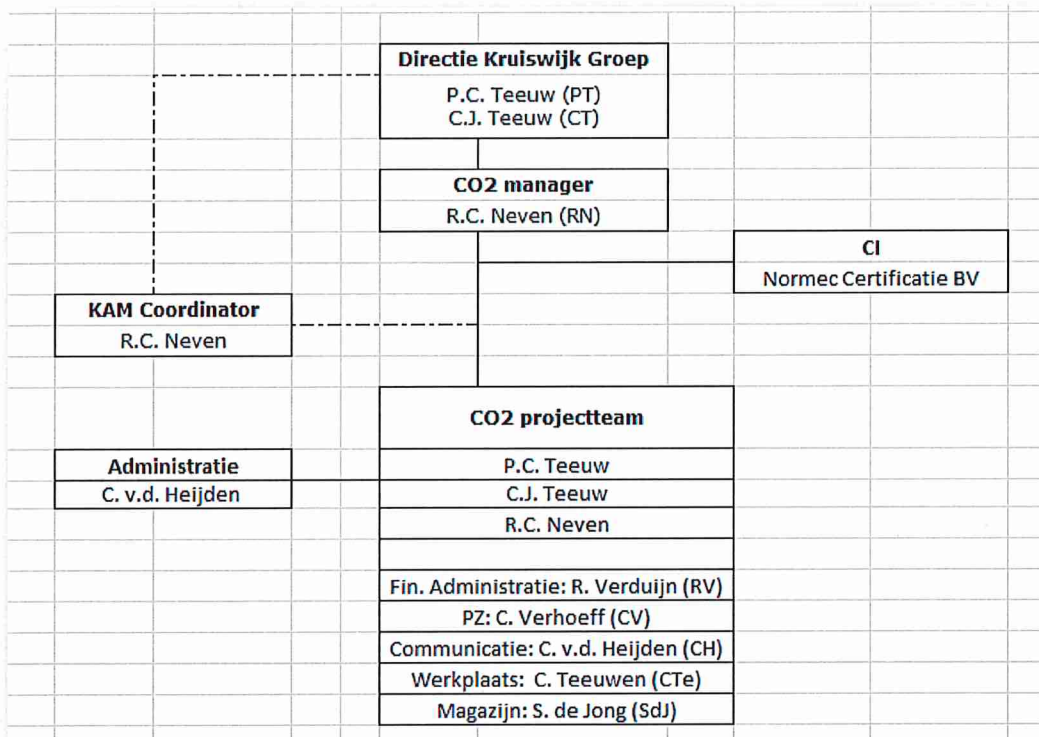 Directie Kruiswijk Groep
P.C. Teeuw (PT)
C.J. Teeuw (CT)
CO2 manager
R.C. Neven (RN)
CI
Normec Certificatie BV
KAM Coordinator
R.C. Neven
CO2 projectteam
Administratie
C. v.d. Heijden
P.C. Teeuw
C.J. Teeuw
R.C. Neven
Fin. Administratie: R. Verduijn (RV)
PZ: C. Verhoeff (CV)
Communicatie: C. v.d. Heijden (CH)
Werkplaats:  C. Teeuwen (CTe)
Magazijn: S. de Jong (SdJ)